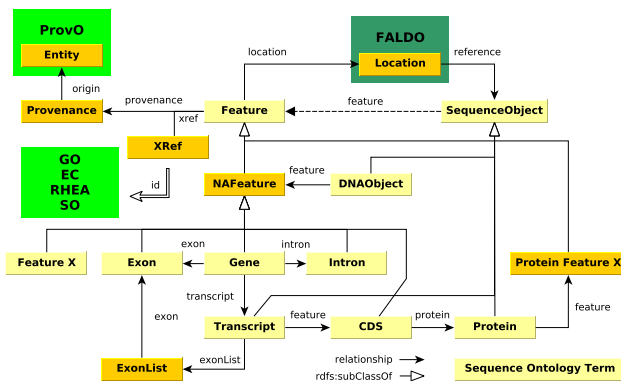 ProvO
Entity
FALDO
Location
location
reference
origin
Provenance
provenance
xref
Feature
feature
SequenceObject
XRef
GO
EC
RHEA
SO
id
NAFeature
feature
DNAObject
Feature X
Exon
exon
Gene
intron
Intron
Protein Feature X
transcript
exon
Transcript
feature
CDS
protein
Protein
feature
ExonList
exonList
relationship
rdfs:subClassOf
Sequence Ontology Term